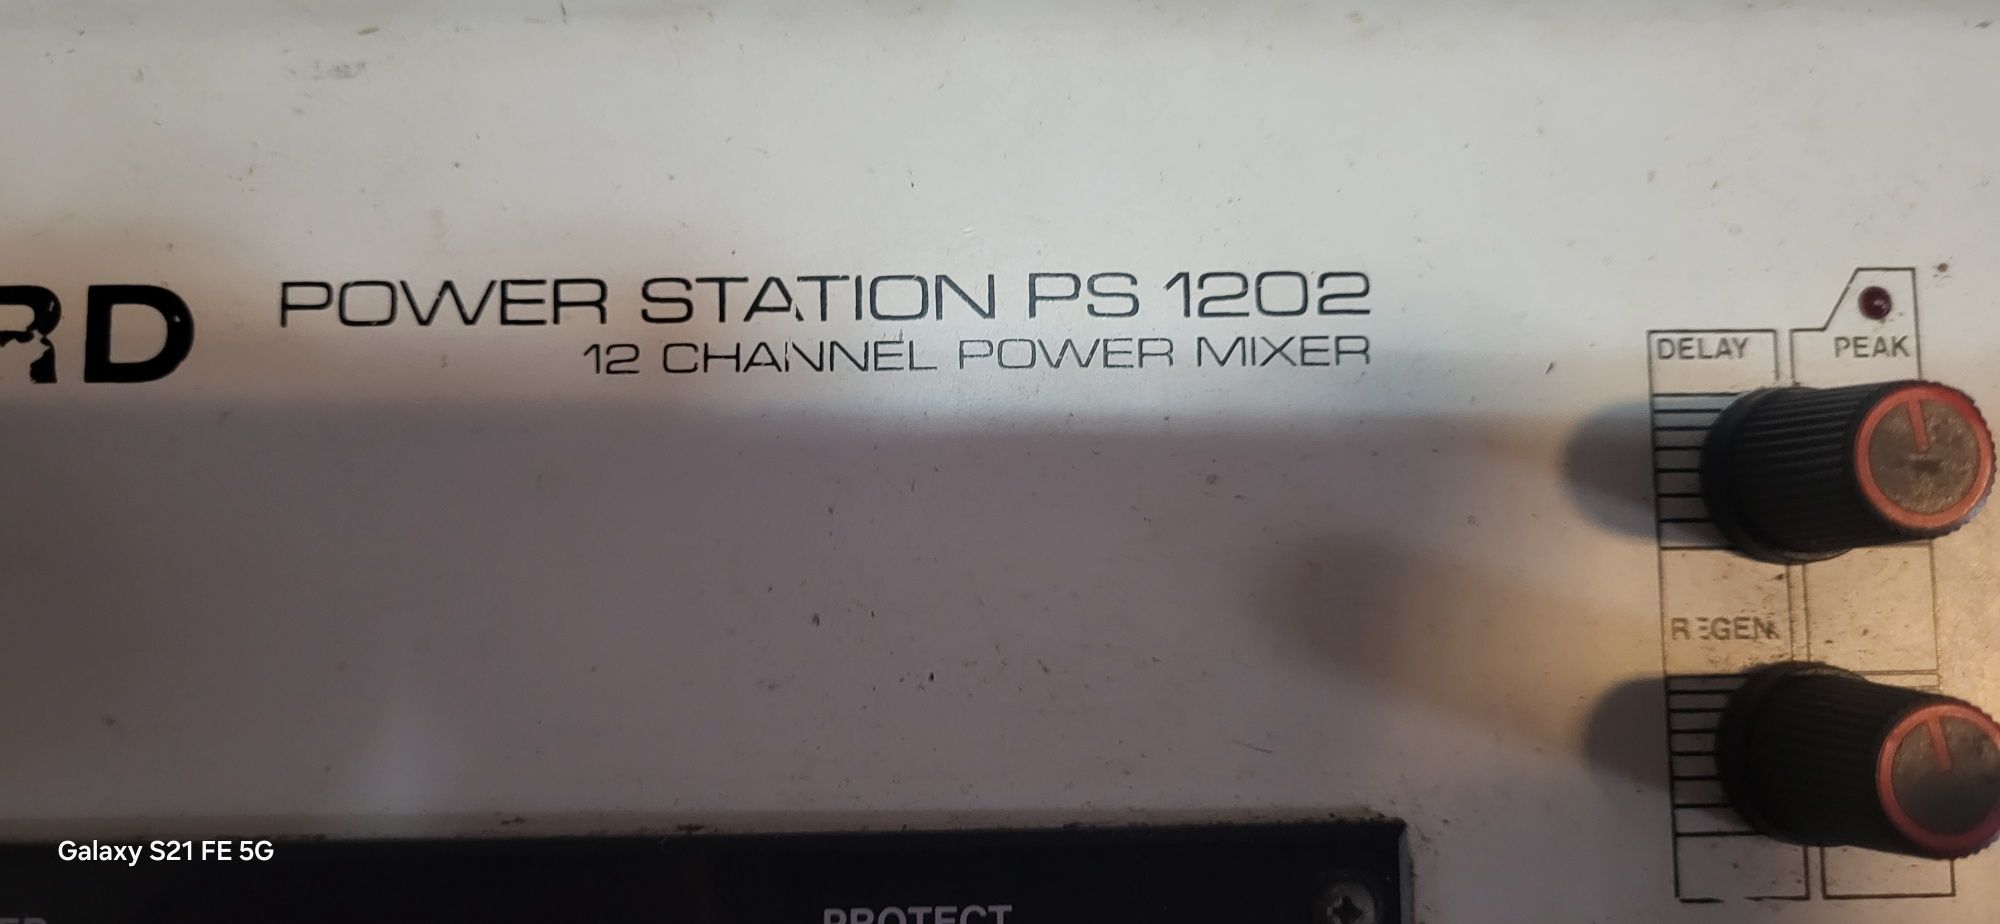 RD POWER STATION PS 1202
12 CHANNEL POWER MIXER
DELAY PEAK
REGEN
Galaxy S21 FE 5G
PROTECT